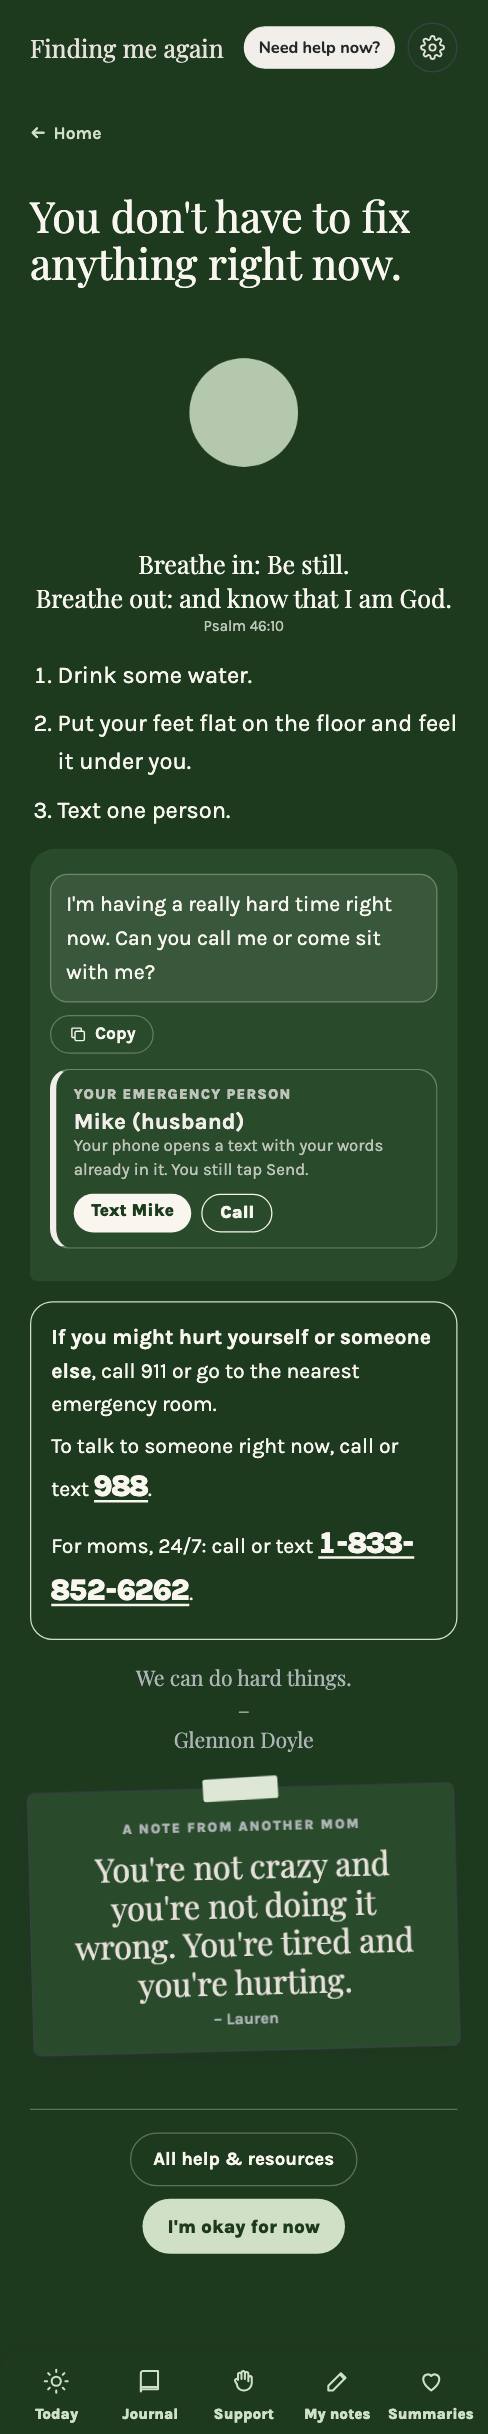 Finding me again
Need help now?
← Home
You don't have to fix
anything right now.
Breathe in: Be still.
Breathe out: and know that I am God.
Psalm 46:10
1. Drink some water.
2. Put your feet flat on the floor and feel
it under you.
3. Text one person.
I'm having a really hard time right
now. Can you call me or come sit
with me?
Copy
YOUR EMERGENCY PERSON
Mike (husband)
Your phone opens a text with your words
already in it. You still tap Send.
Text Mike
Call
If you might hurt yourself or someone
else, call 911 or go to the nearest
emergency room.
To talk to someone right now, call or
text 988.
For moms, 24/7: call or text 1-833-
852-6262.
We can do hard things.
–
Glennon Doyle
A NOTE FROM ANOTHER MOM
You're not crazy and
you're not doing it
wrong. You're tired and
you're hurting.
– Lauren
All help & resources
I'm okay for now
Today
Journal
Support
My notes
Summaries